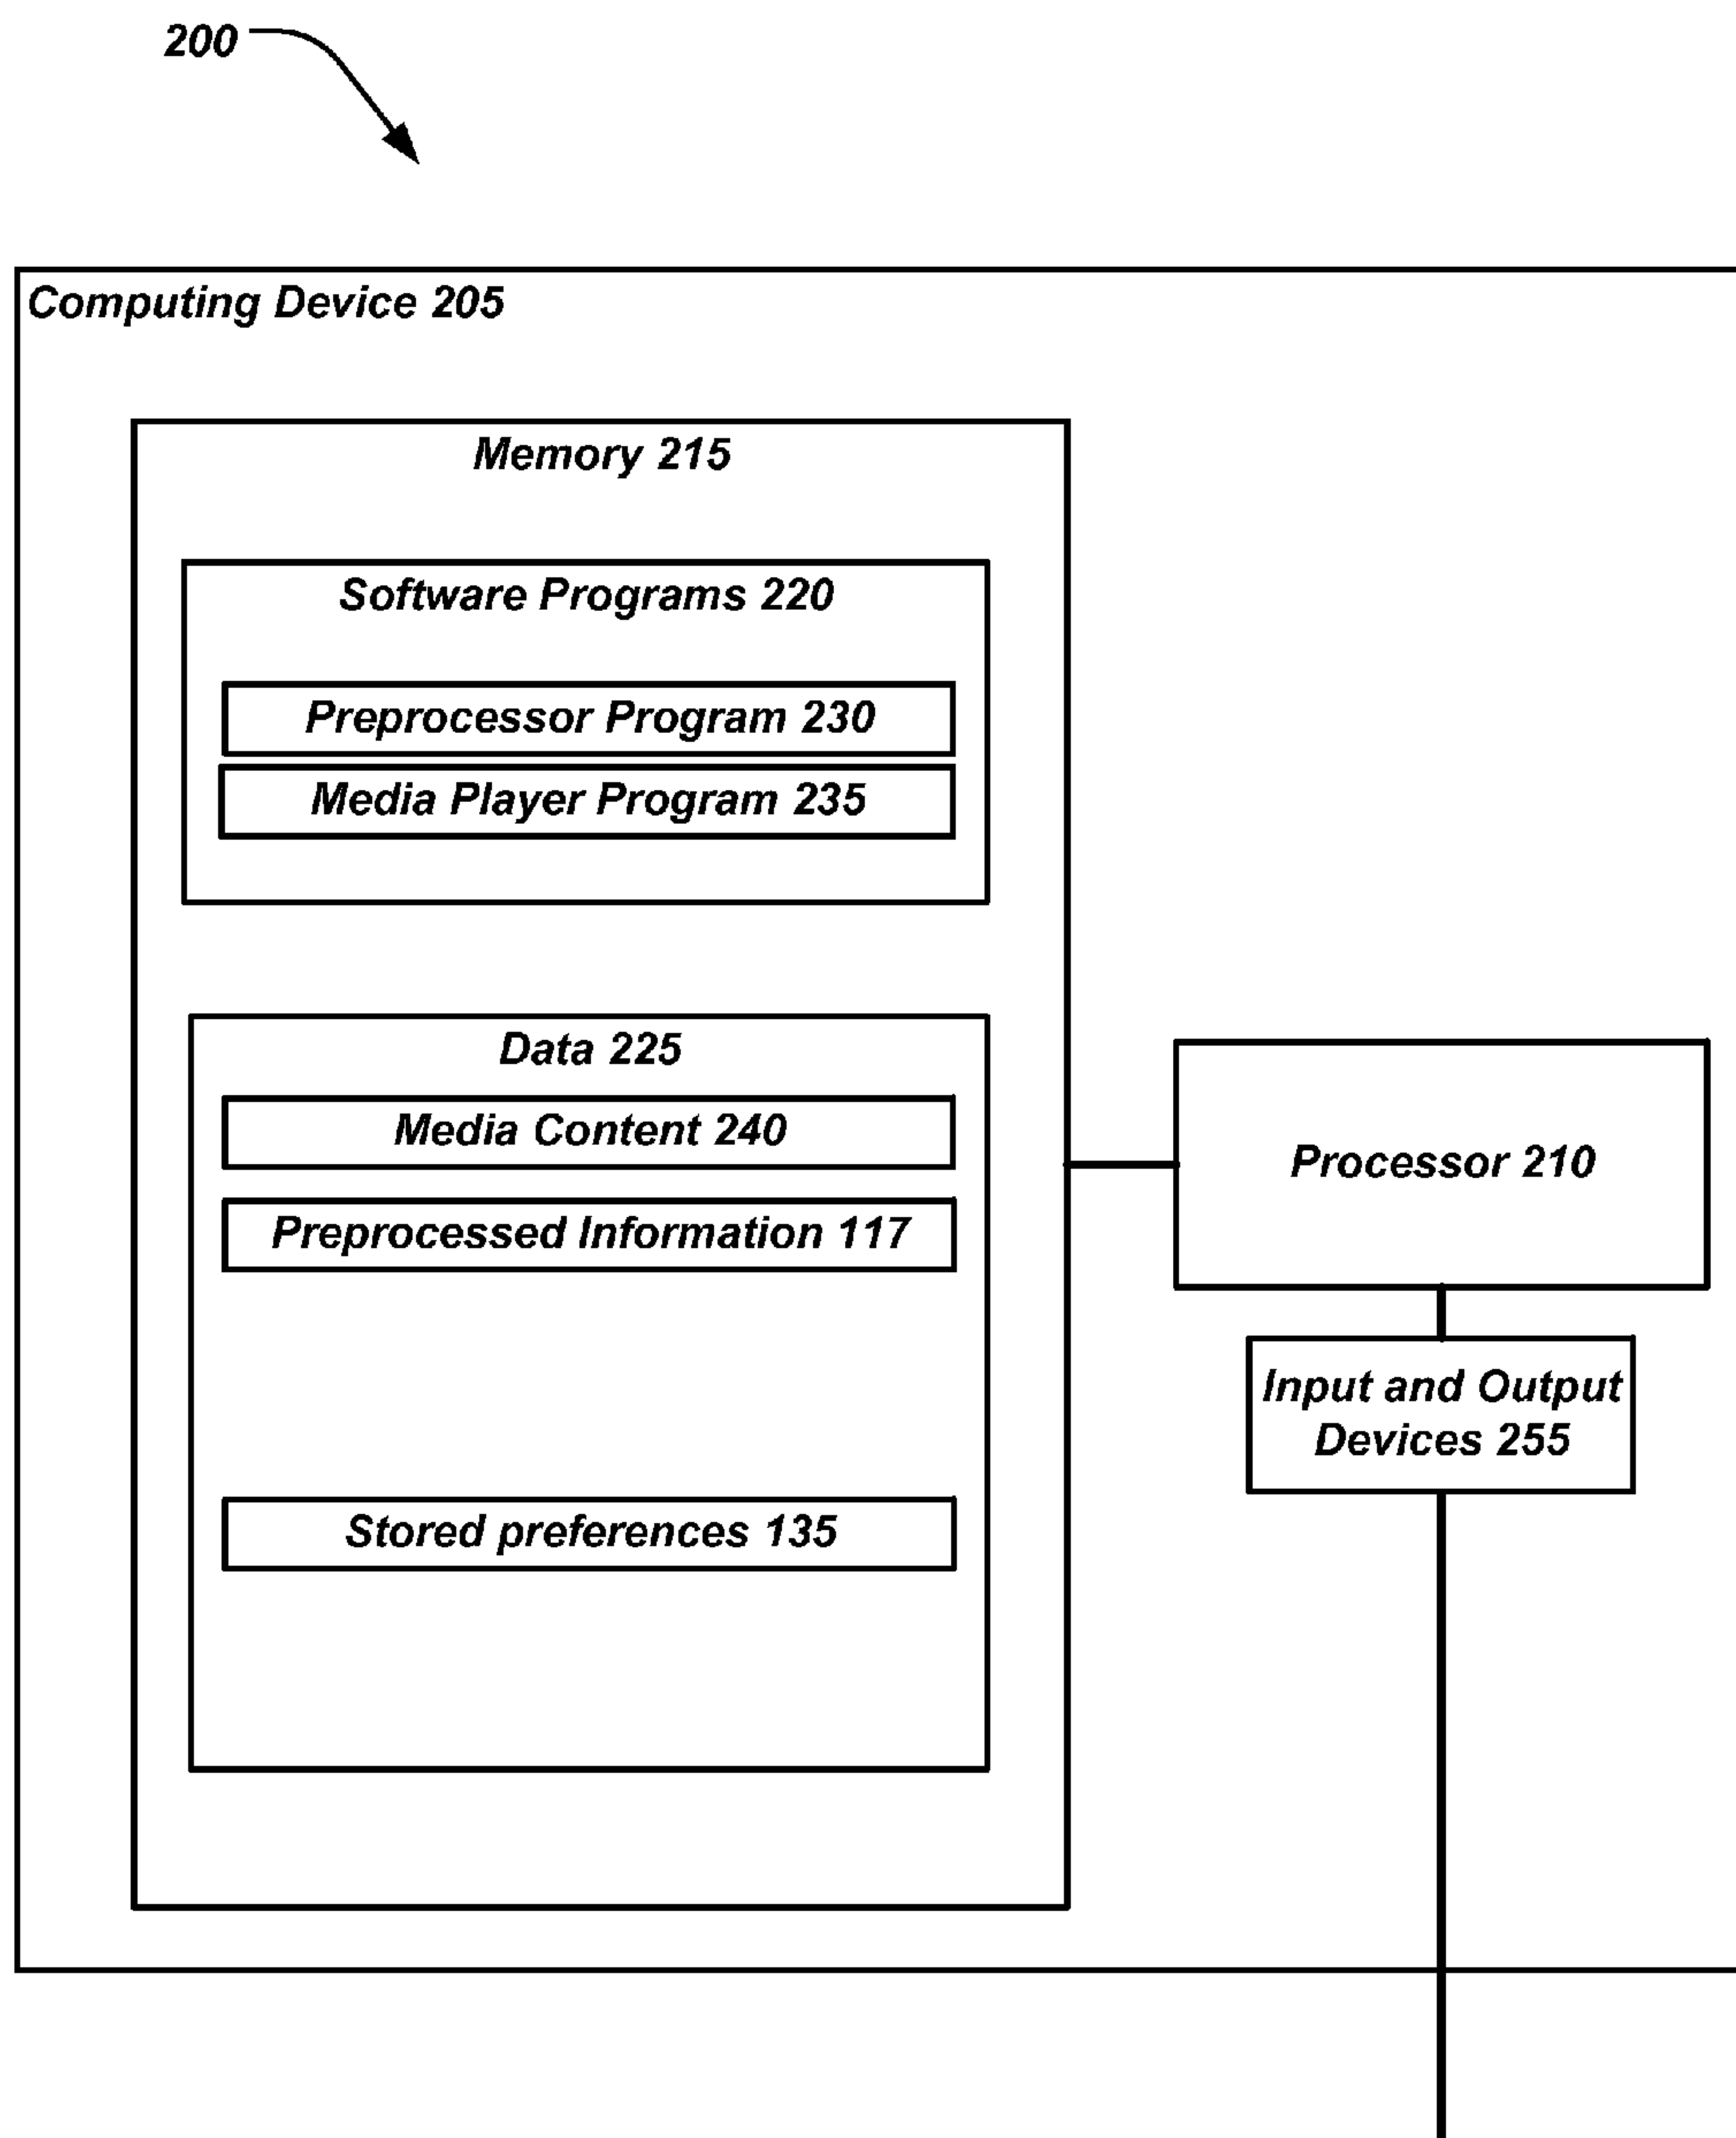 200
Computing Device 205
Memory 215
Software Programs 220
Preprocessor Program 230
Media Player Program 235
Data 225
Media Content 240
Preprocessed Information 117
Stored preferences 135
Processor 210
Input and Output
Devices 255